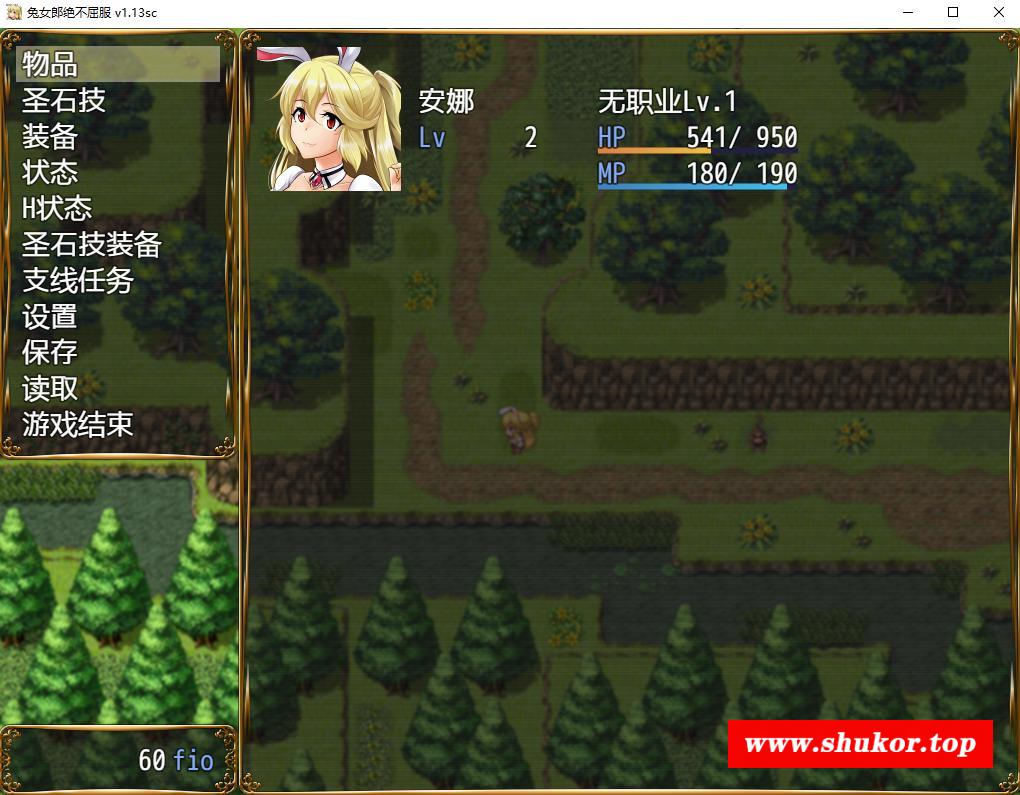 兔女郎绝不屈服 v1.13sc
物品
圣石技
装备
状态
H状态
圣石技装备
支线任务
设置
保存
读取
游戏结束
安娜
Lv 2
无职业Lv.1
HP 541/ 950
MP 180/ 190
60 fio
www.shukor.top